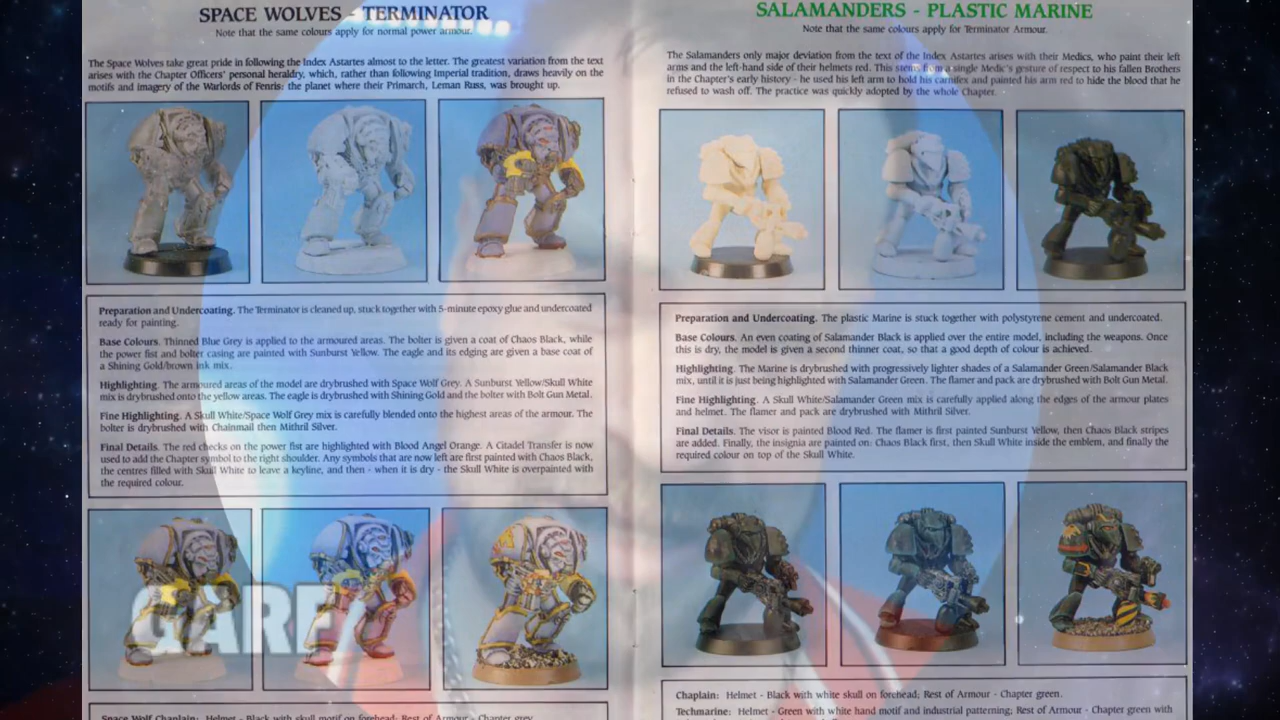 SPACE WOLVES - TERMINATOR
Note that the same colours apply for normal power armour.
The Space Wolves take great pride in following the Index Astartes almost to the letter. The greatest variation from the text
arises with the Chapter Officers' personal heraldry, which, rather than following Imperial tradition, draws heavily on the
motifs and imagery of the Warlords of Fenris: the planet where their Primarch, Leman Russ, was brought up.
Preparation and Undercoating. The Terminator is cleaned up, stuck together with 5-minute epoxy glue and undercoated
ready for painting.
Base Colours. Thinned Blue Grey is applied to the armoured areas. The bolter is given a coat of Chaos Black, while
the power fist and bolter casing are painted with Sunburst Yellow. The eagle and its edging are given a base coat of
a Shining Gold/brown ink mix.
Highlighting. The armoured areas of the model are drybrushed with Space Wolf Grey. A Sunburst Yellow/Skull White
mix is drybrushed onto the yellow areas. The eagle is drybrushed with Shining Gold and the bolter with Bolt Gun Metal.
Fine Highlighting. A Skull White/Space Wolf Grey mix is carefully blended onto the highest areas of the armour. The
bolter is drybrushed with Chainmail then Mithril Silver.
Final Details. The red checks on the power fist are highlighted with Blood Angel Orange. A Citadel Transfer is now
used to add the Chapter symbol to the right shoulder. Any symbols that are now left are first painted with Chaos Black,
the centres filled with Skull White to leave a keyline, and then - when it is dry - the Skull White is overpainted with
the required colour.
GARF
Space Wolf Chaplain: Helmet - Black with skull motif on forehead; Rest of Armour - Chapter grey.
SALAMANDERS - PLASTIC MARINE
Note that the same colours apply for Terminator Armour.
The Salamanders only major deviation from the text of the Index Astartes arises with their Medics, who paint their left
arms and the left-hand side of their helmets red. This stems from a single Medic's gesture of respect to his fallen Brothers
in the Chapter's early history - he used his left arm to hold his carnifex and painted his arm red to hide the blood that he
refused to wash off. The practice was quickly adopted by the whole Chapter.
Preparation and Undercoating. The plastic Marine is stuck together with polystyrene cement and undercoated.
Base Colours. An even coating of Salamander Black is applied over the entire model, including the weapons. Once
this is dry, the model is given a second thinner coat, so that a good depth of colour is achieved.
Highlighting. The Marine is drybrushed with progressively lighter shades of a Salamander Green/Salamander Black
mix, until it is just being highlighted with Salamander Green. The flamer and pack are drybrushed with Bolt Gun Metal.
Fine Highlighting. A Skull White/Salamander Green mix is carefully applied along the edges of the armour plates
and helmet. The flamer and pack are drybrushed with Mithril Silver.
Final Details. The visor is painted Blood Red. The flamer is first painted Sunburst Yellow, then Chaos Black stripes
are added. Finally, the insignia are painted on: Chaos Black first, then Skull White inside the emblem, and finally the
required colour on top of the Skull White.
Chaplain: Helmet - Black with white skull on forehead; Rest of Armour - Chapter green.
Techmarine: Helmet - Green with white hand motif and industrial patterning; Rest of Armour - Chapter green with